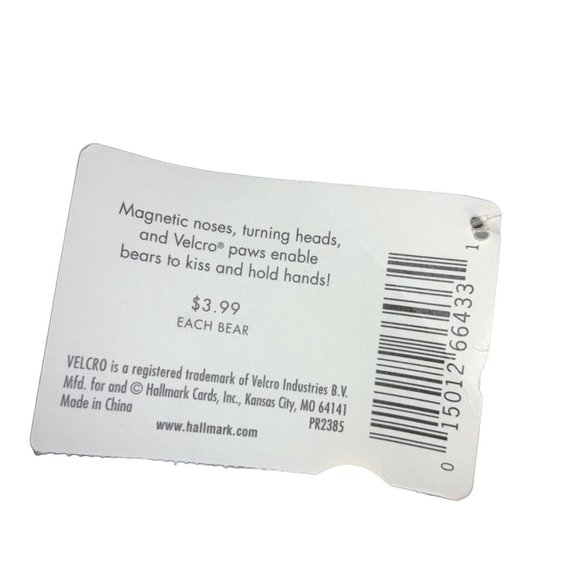 Magnetic noses, turning heads,
and Velcro® paws enable
bears to kiss and hold hands!
$3.99
EACH BEAR
VELCRO is a registered trademark of Velcro Industries B.V.
Mfd. for and © Hallmark Cards, Inc., Kansas City, MO 64141
Made in China
PR2385
www.hallmark.com
0 15012 66433 1